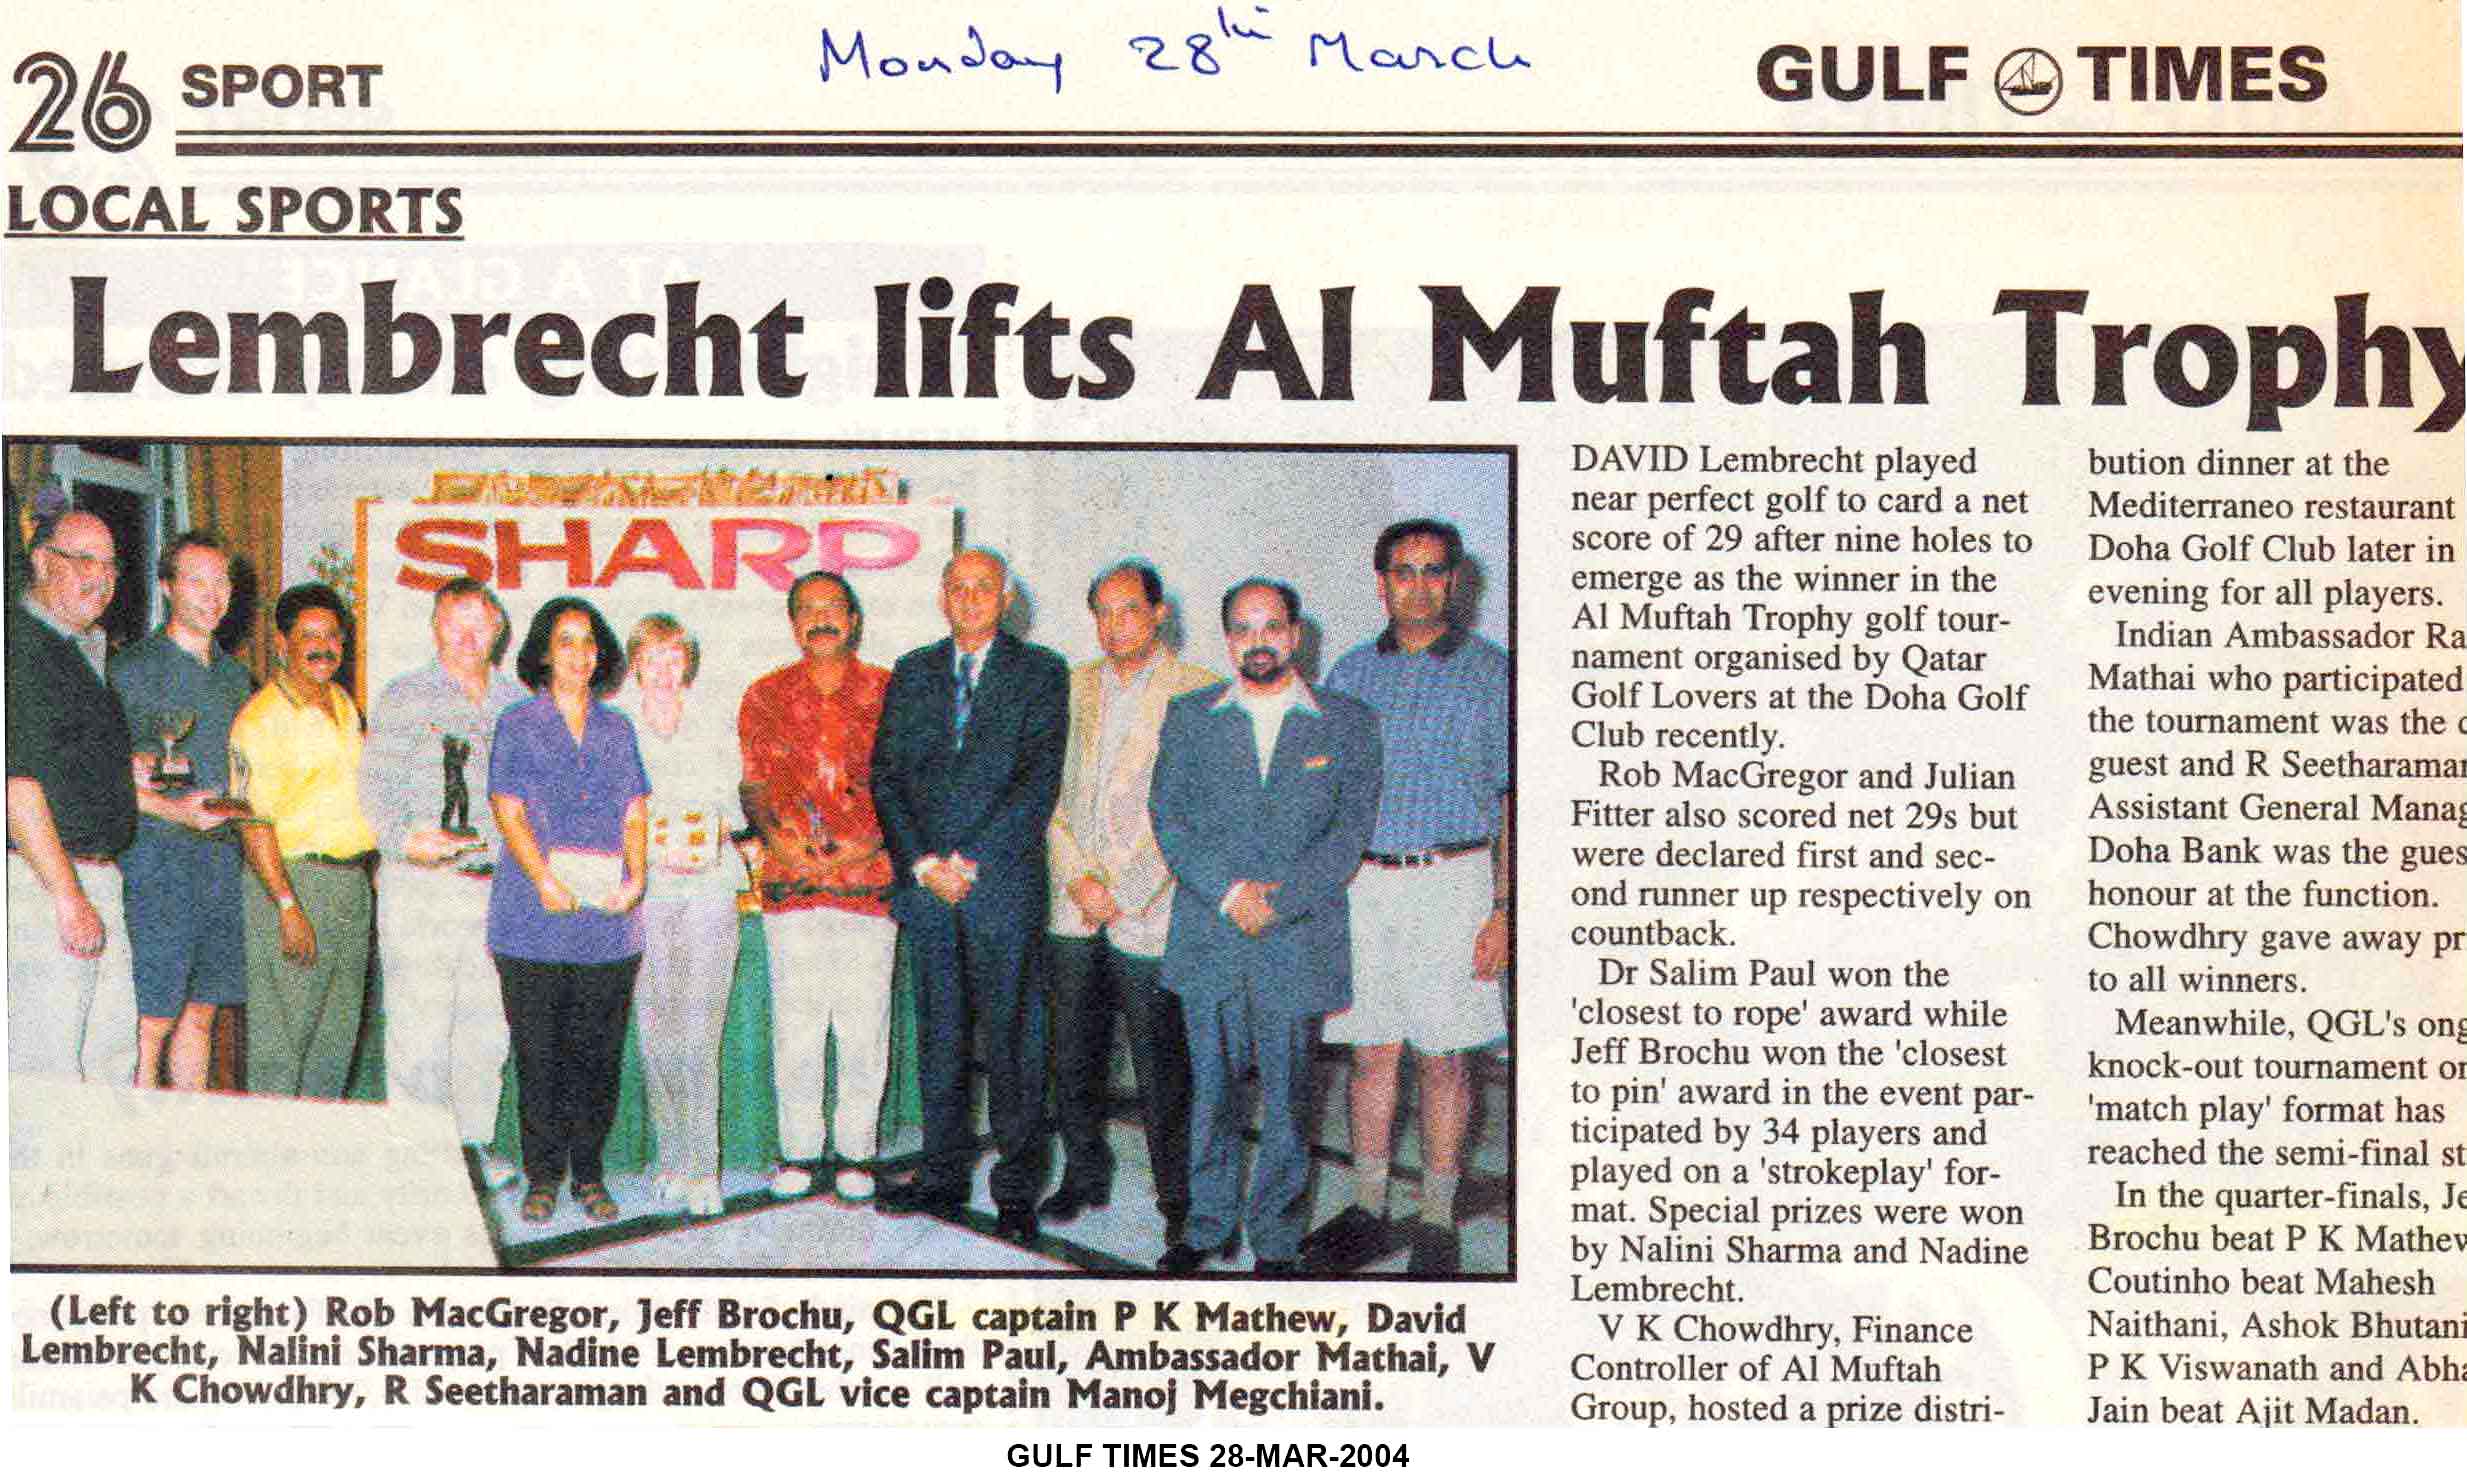 26 SPORT
Monday 28th March
GULF TIMES
LOCAL SPORTS
Lembrecht lifts Al Muftah Trophy
SHARP
(Left to right) Rob MacGregor, Jeff Brochu, QGL captain P K Mathew, David
Lembrecht, Nalini Sharma, Nadine Lembrecht, Salim Paul, Ambassador Mathai, V
K Chowdhry, R Seetharaman and QGL vice captain Manoj Megchiani.
DAVID Lembrecht played
near perfect golf to card a net
score of 29 after nine holes to
emerge as the winner in the
Al Muftah Trophy golf tour-
nament organised by Qatar
Golf Lovers at the Doha Golf
Club recently.
Rob MacGregor and Julian
Fitter also scored net 29s but
were declared first and sec-
ond runner up respectively on
countback.
Dr Salim Paul won the
'closest to rope' award while
Jeff Brochu won the 'closest
to pin' award in the event par-
ticipated by 34 players and
played on a 'strokeplay' for-
mat. Special prizes were won
by Nalini Sharma and Nadine
Lembrecht.
V K Chowdhry, Finance
Controller of Al Muftah
Group, hosted a prize distri-
bution dinner at the
Mediterraneo restaurant
Doha Golf Club later in
evening for all players.
Indian Ambassador
Mathai who participated
the tournament was the
guest and R Seetharaman
Assistant General
Doha Bank was the
honour at the function.
Chowdhry gave away
to all winners.
Meanwhile, QGL's
knock-out tournament
'match play' format has
reached the semi-final
In the quarter-finals,
Brochu beat P K Mathew
Coutinho beat Mahesh
Naithani, Ashok Bhutani
P K Viswanath and
Jain beat Ajit Madan.
GULF TIMES 28-MAR-2004